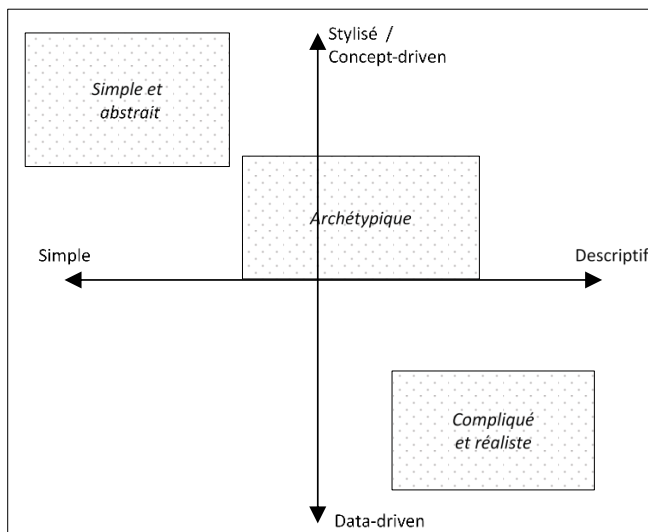 Stylisé /
Concept-driven
Simple et
abstrait
Archétypique
Simple
Descriptif
Compliqué
et réaliste
Data-driven